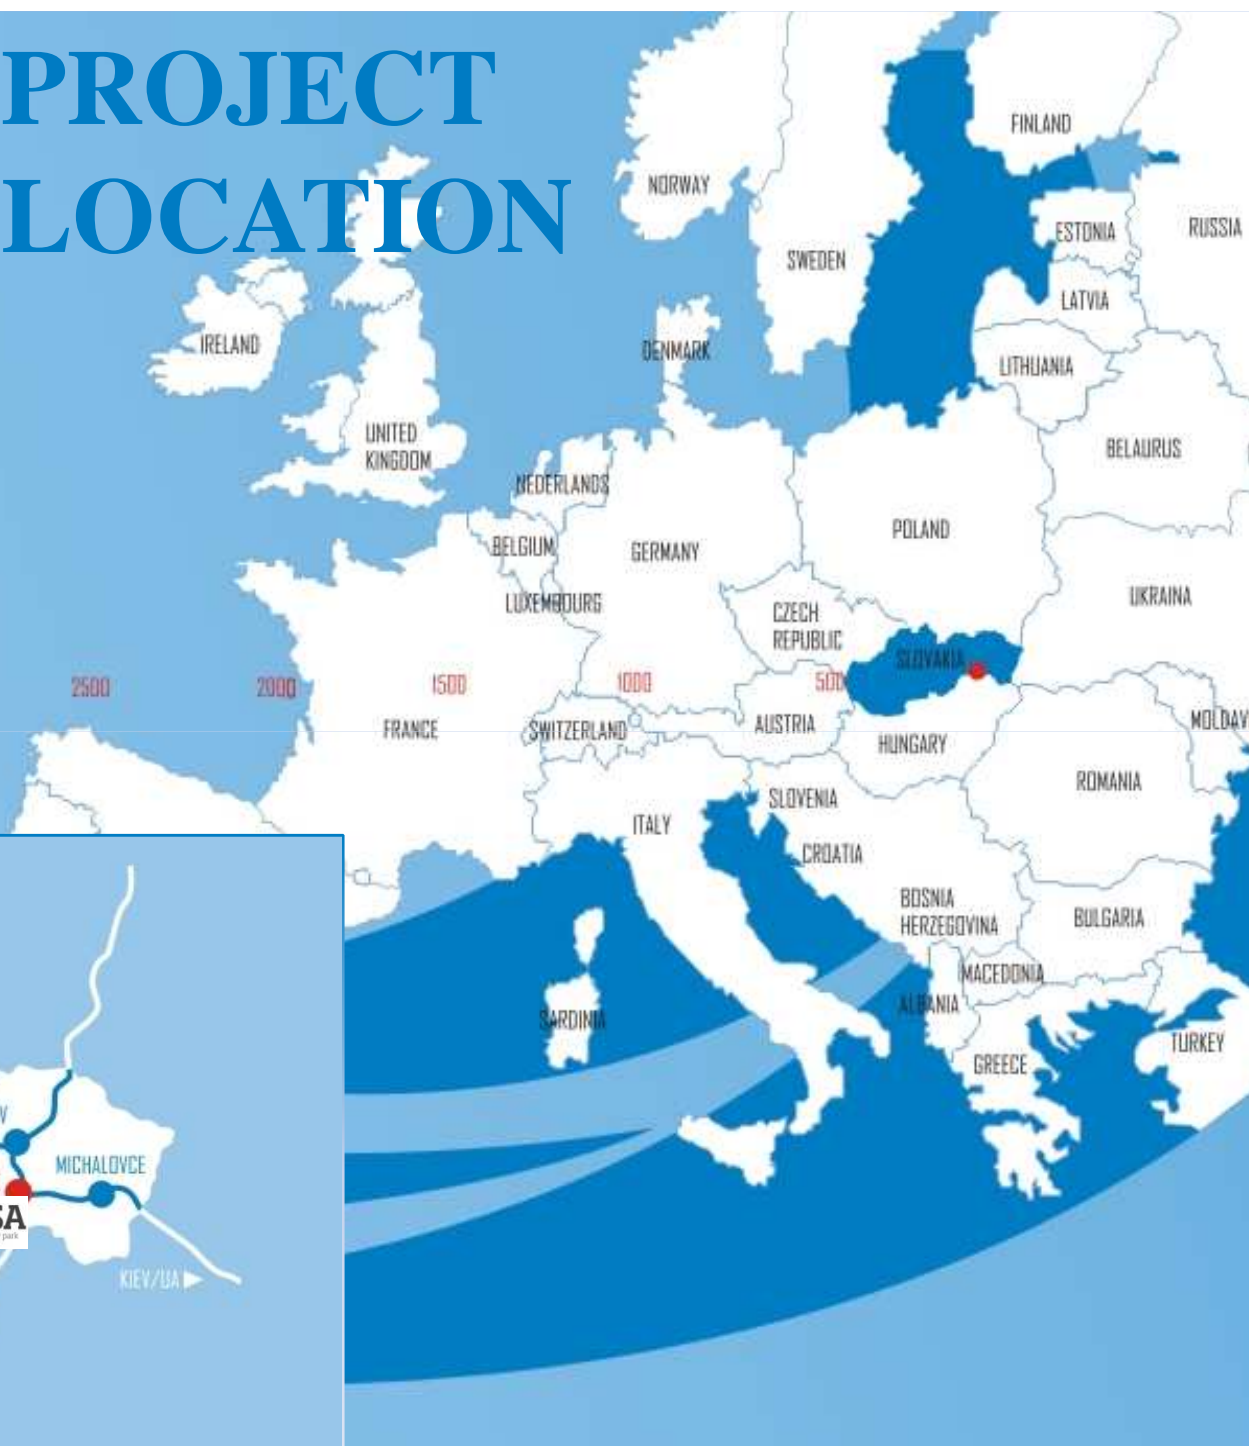 PROJECT
LOCATION
FINLAND
NORWAY
RUSSIA
ESTONIA
SWEDEN
LATVIA
IRELAND
DENMARK
LITHUANIA
UNITED
KINGDOM
BELAURUS
NEDERLANDS
POLAND
BELGIUM
GERMANY
UKRAINA
LUXEMBOURG
CZECH
REPUBLIC
SLOVAKIA
2500
2000
1500
1000
500
FRANCE
SWITZERLAND
AUSTRIA
MOLDAV
HUNGARY
ROMANIA
SLOVENIA
ITALY
CROATIA
BOSNIA
HERZEGOVINA
BULGARIA
MACEDONIA
ALBANIA
SARDINIA
TURKEY
GREECE
V
MICHALOVCE
SA
park
KIEV/UA